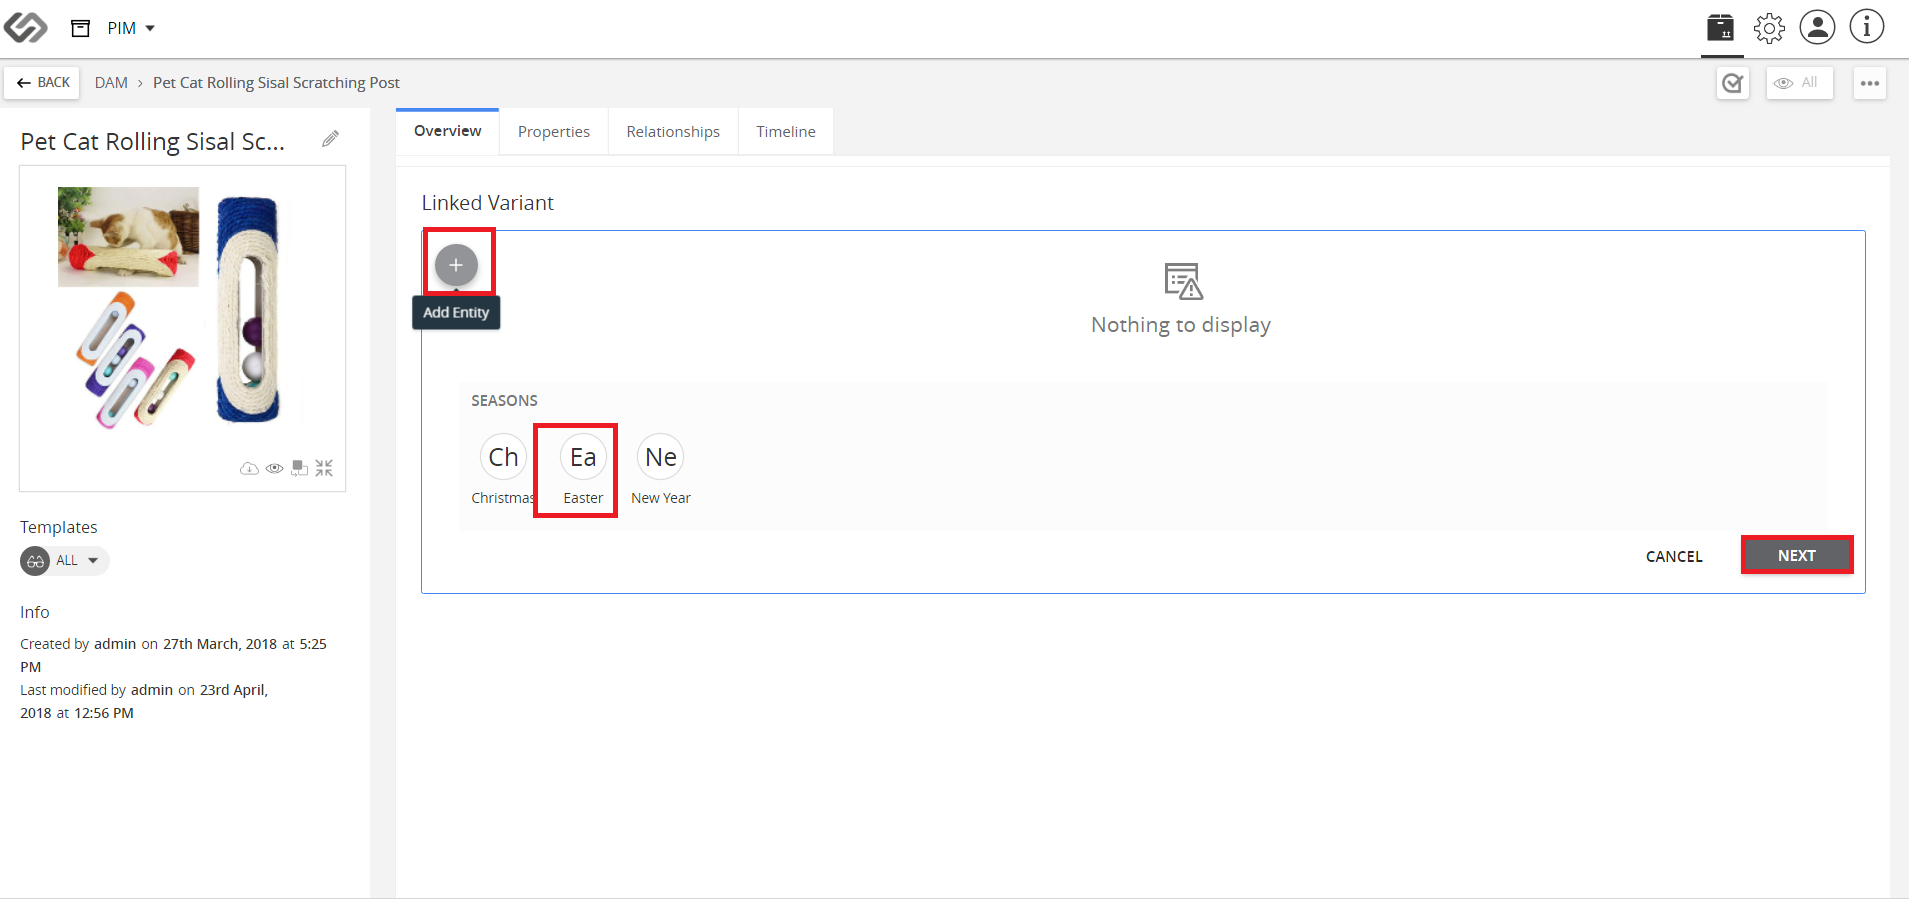 PIM
BACK
DAM › Pet Cat Rolling Sisal Scratching Post
All
Pet Cat Rolling Sisal Sc...
Templates
ALL
Info
Created by admin on 27th March, 2018 at 5:25
PM
Last modified by admin on 23rd April,
2018 at 12:56 PM
Overview
Properties
Relationships
Timeline
Linked Variant
+
Add Entity
Nothing to display
SEASONS
Ch
Ea
Ne
Christmas
Easter
New Year
CANCEL
NEXT